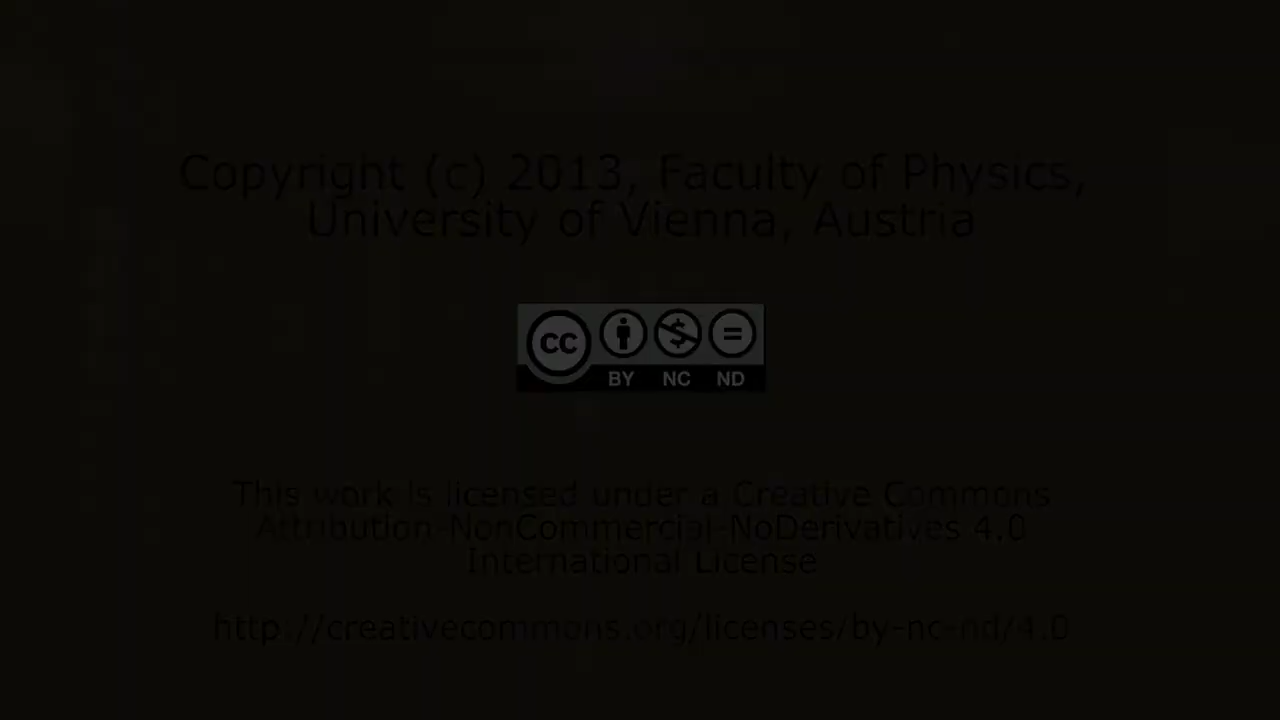 Copyright (c) 2013, Faculty of Physics,
University of Vienna, Austria
CC
BY NC ND
This work is licensed under a Creative Commons
Attribution-NonCommercial-NoDerivatives 4.0
International License
http://creativecommons.org/licenses/by-nc-nd/4.0